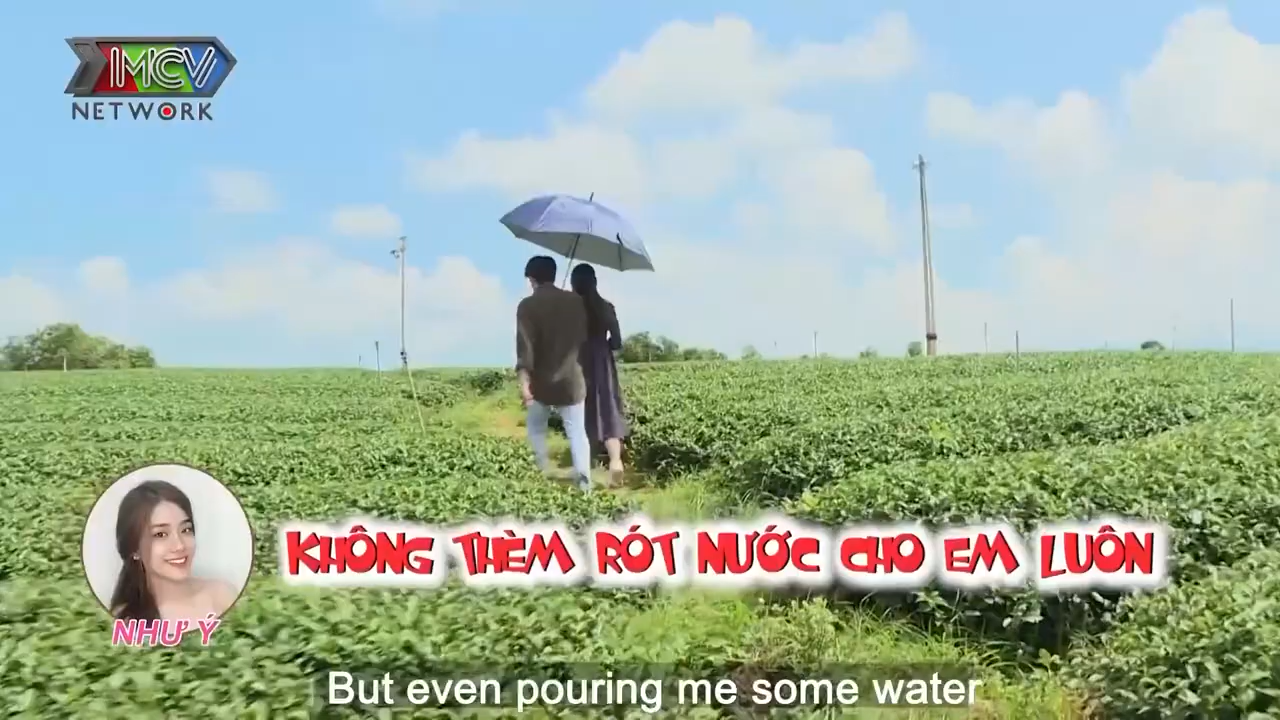 MCV
NETWORK
KHÔNG THÈM RÓT NƯỚC CHO EM LUÔN
NHƯ Ý
But even pouring me some water